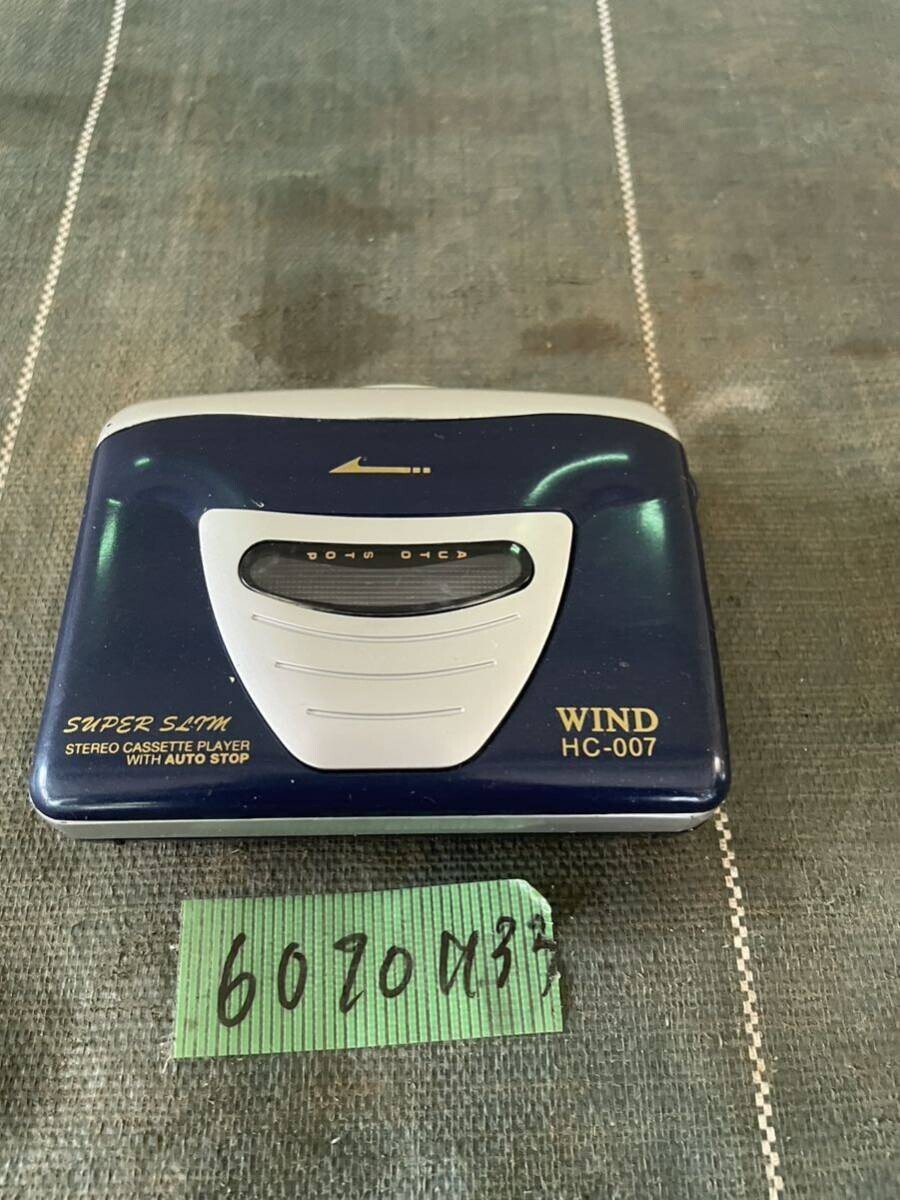 AUTO STOP
SUPER SLIM
STEREO CASSETTE PLAYER
WITH AUTO STOP
WIND
HC-007